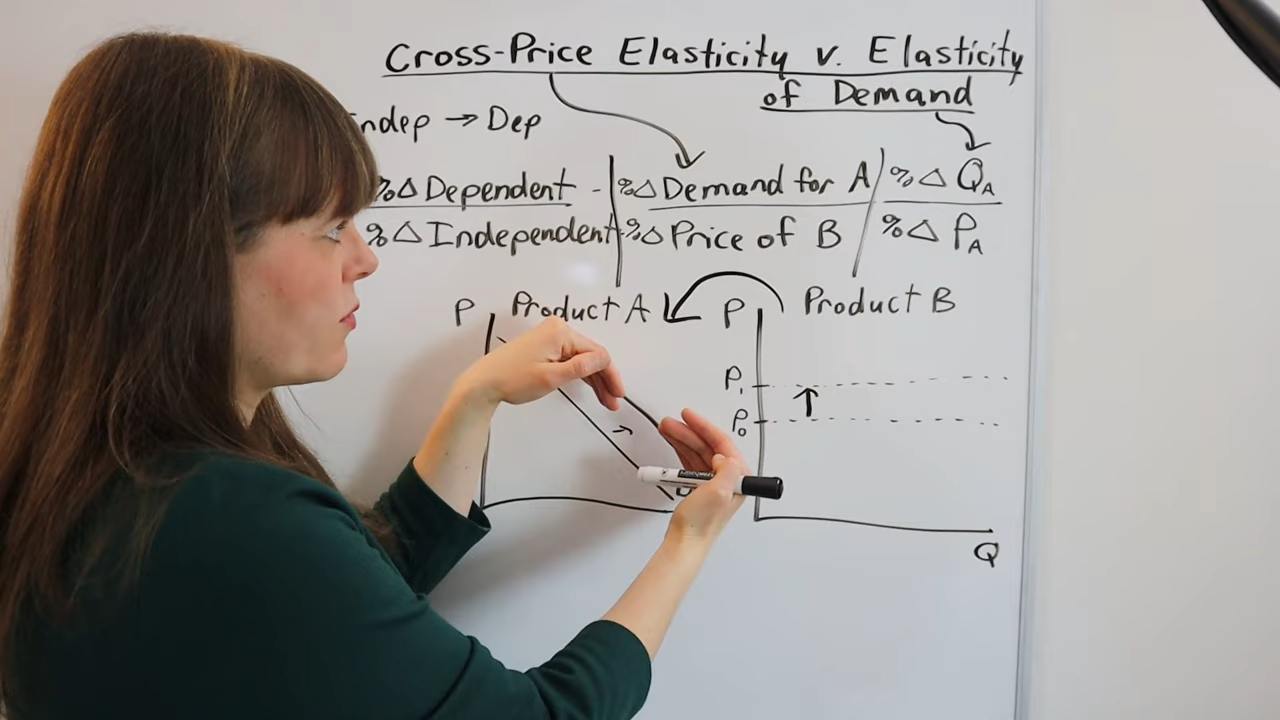 Cross-Price Elasticity v. Elasticity
of Demand
ndep → Dep
%Δ Dependent - %Δ Demand for A %Δ QA
%Δ Independent %Δ Price of B %Δ PA
P Product A P Product B
P1
P0
Q